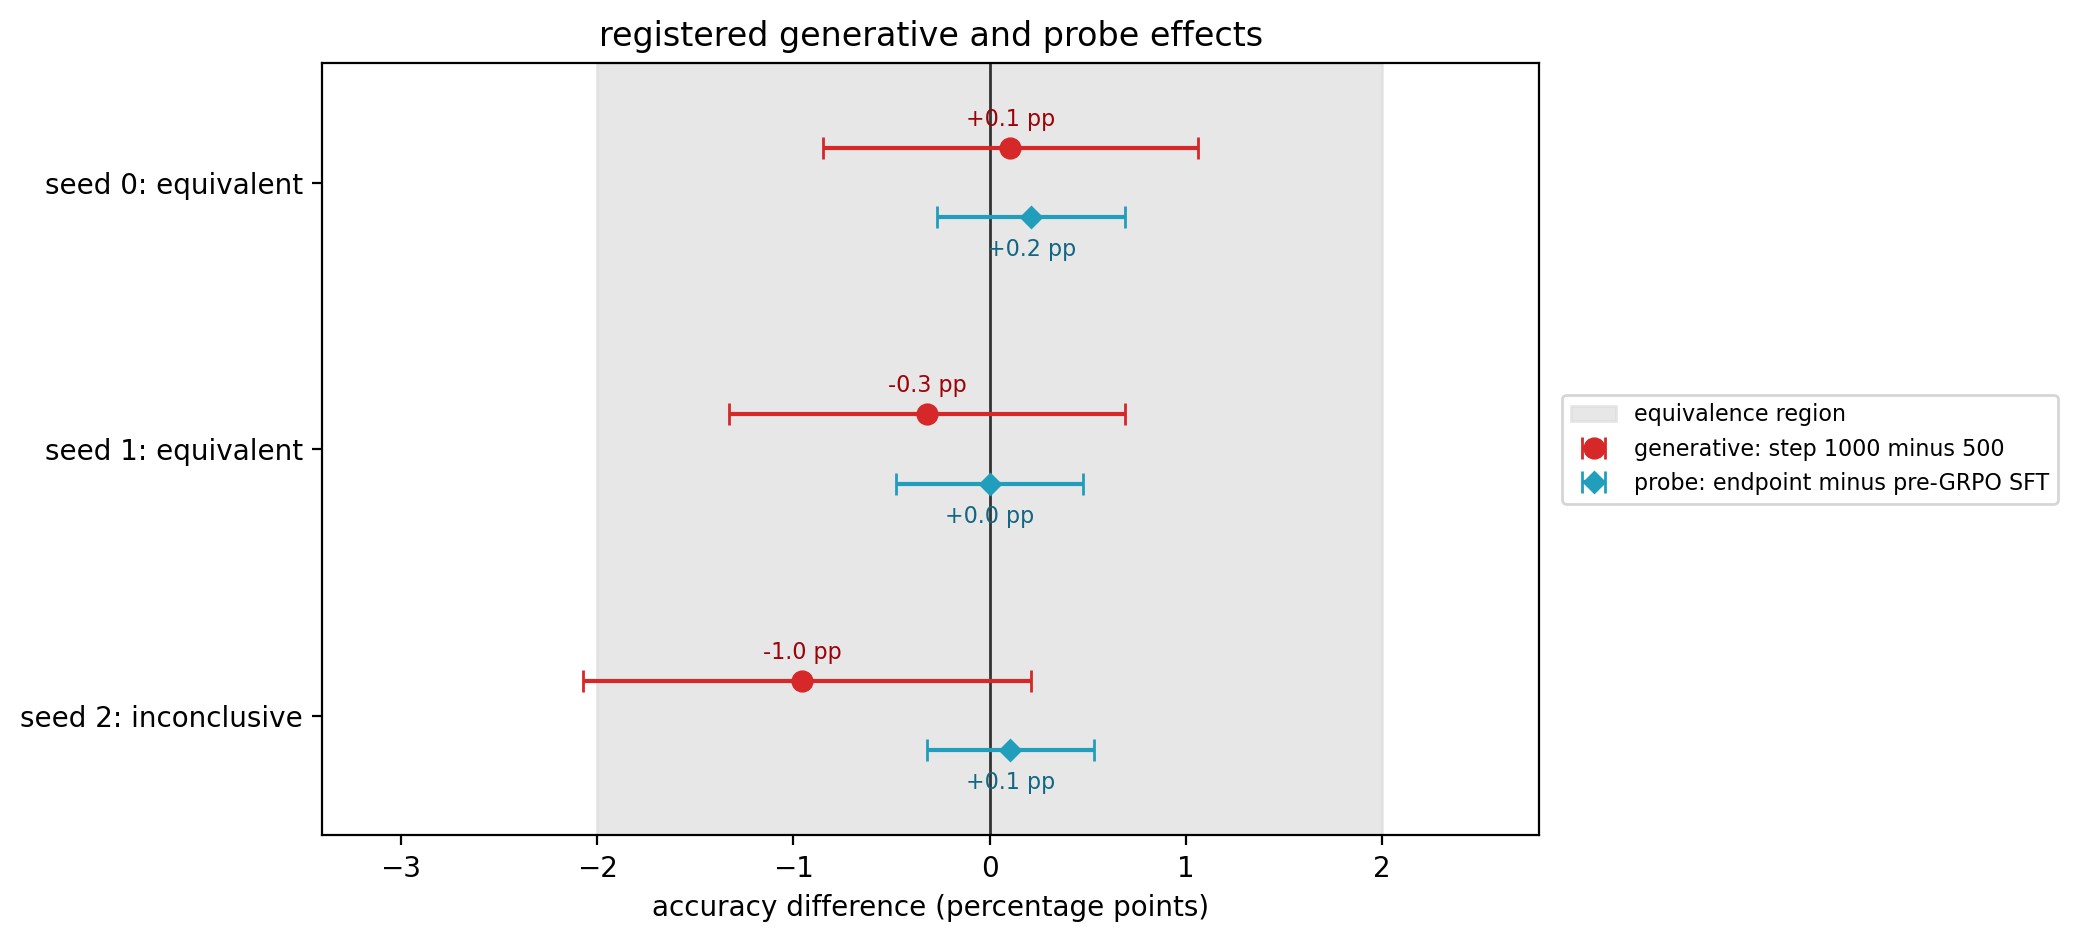 registered generative and probe effects
+0.1 pp
seed 0: equivalent
+0.2 pp
-0.3 pp
seed 1: equivalent
+0.0 pp
-1.0 pp
seed 2: inconclusive
+0.1 pp
−3 −2 −1 0 1 2
accuracy difference (percentage points)
equivalence region
generative: step 1000 minus 500
probe: endpoint minus pre-GRPO SFT